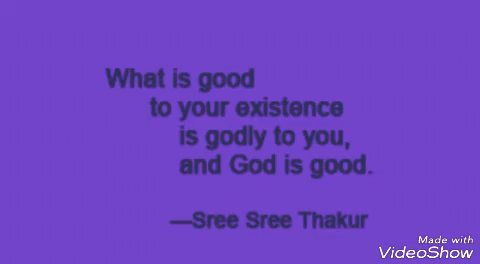 What is good
to your existence
is godly to you,
and God is good.
—Sree Sree Thakur
Made with
VideoShow